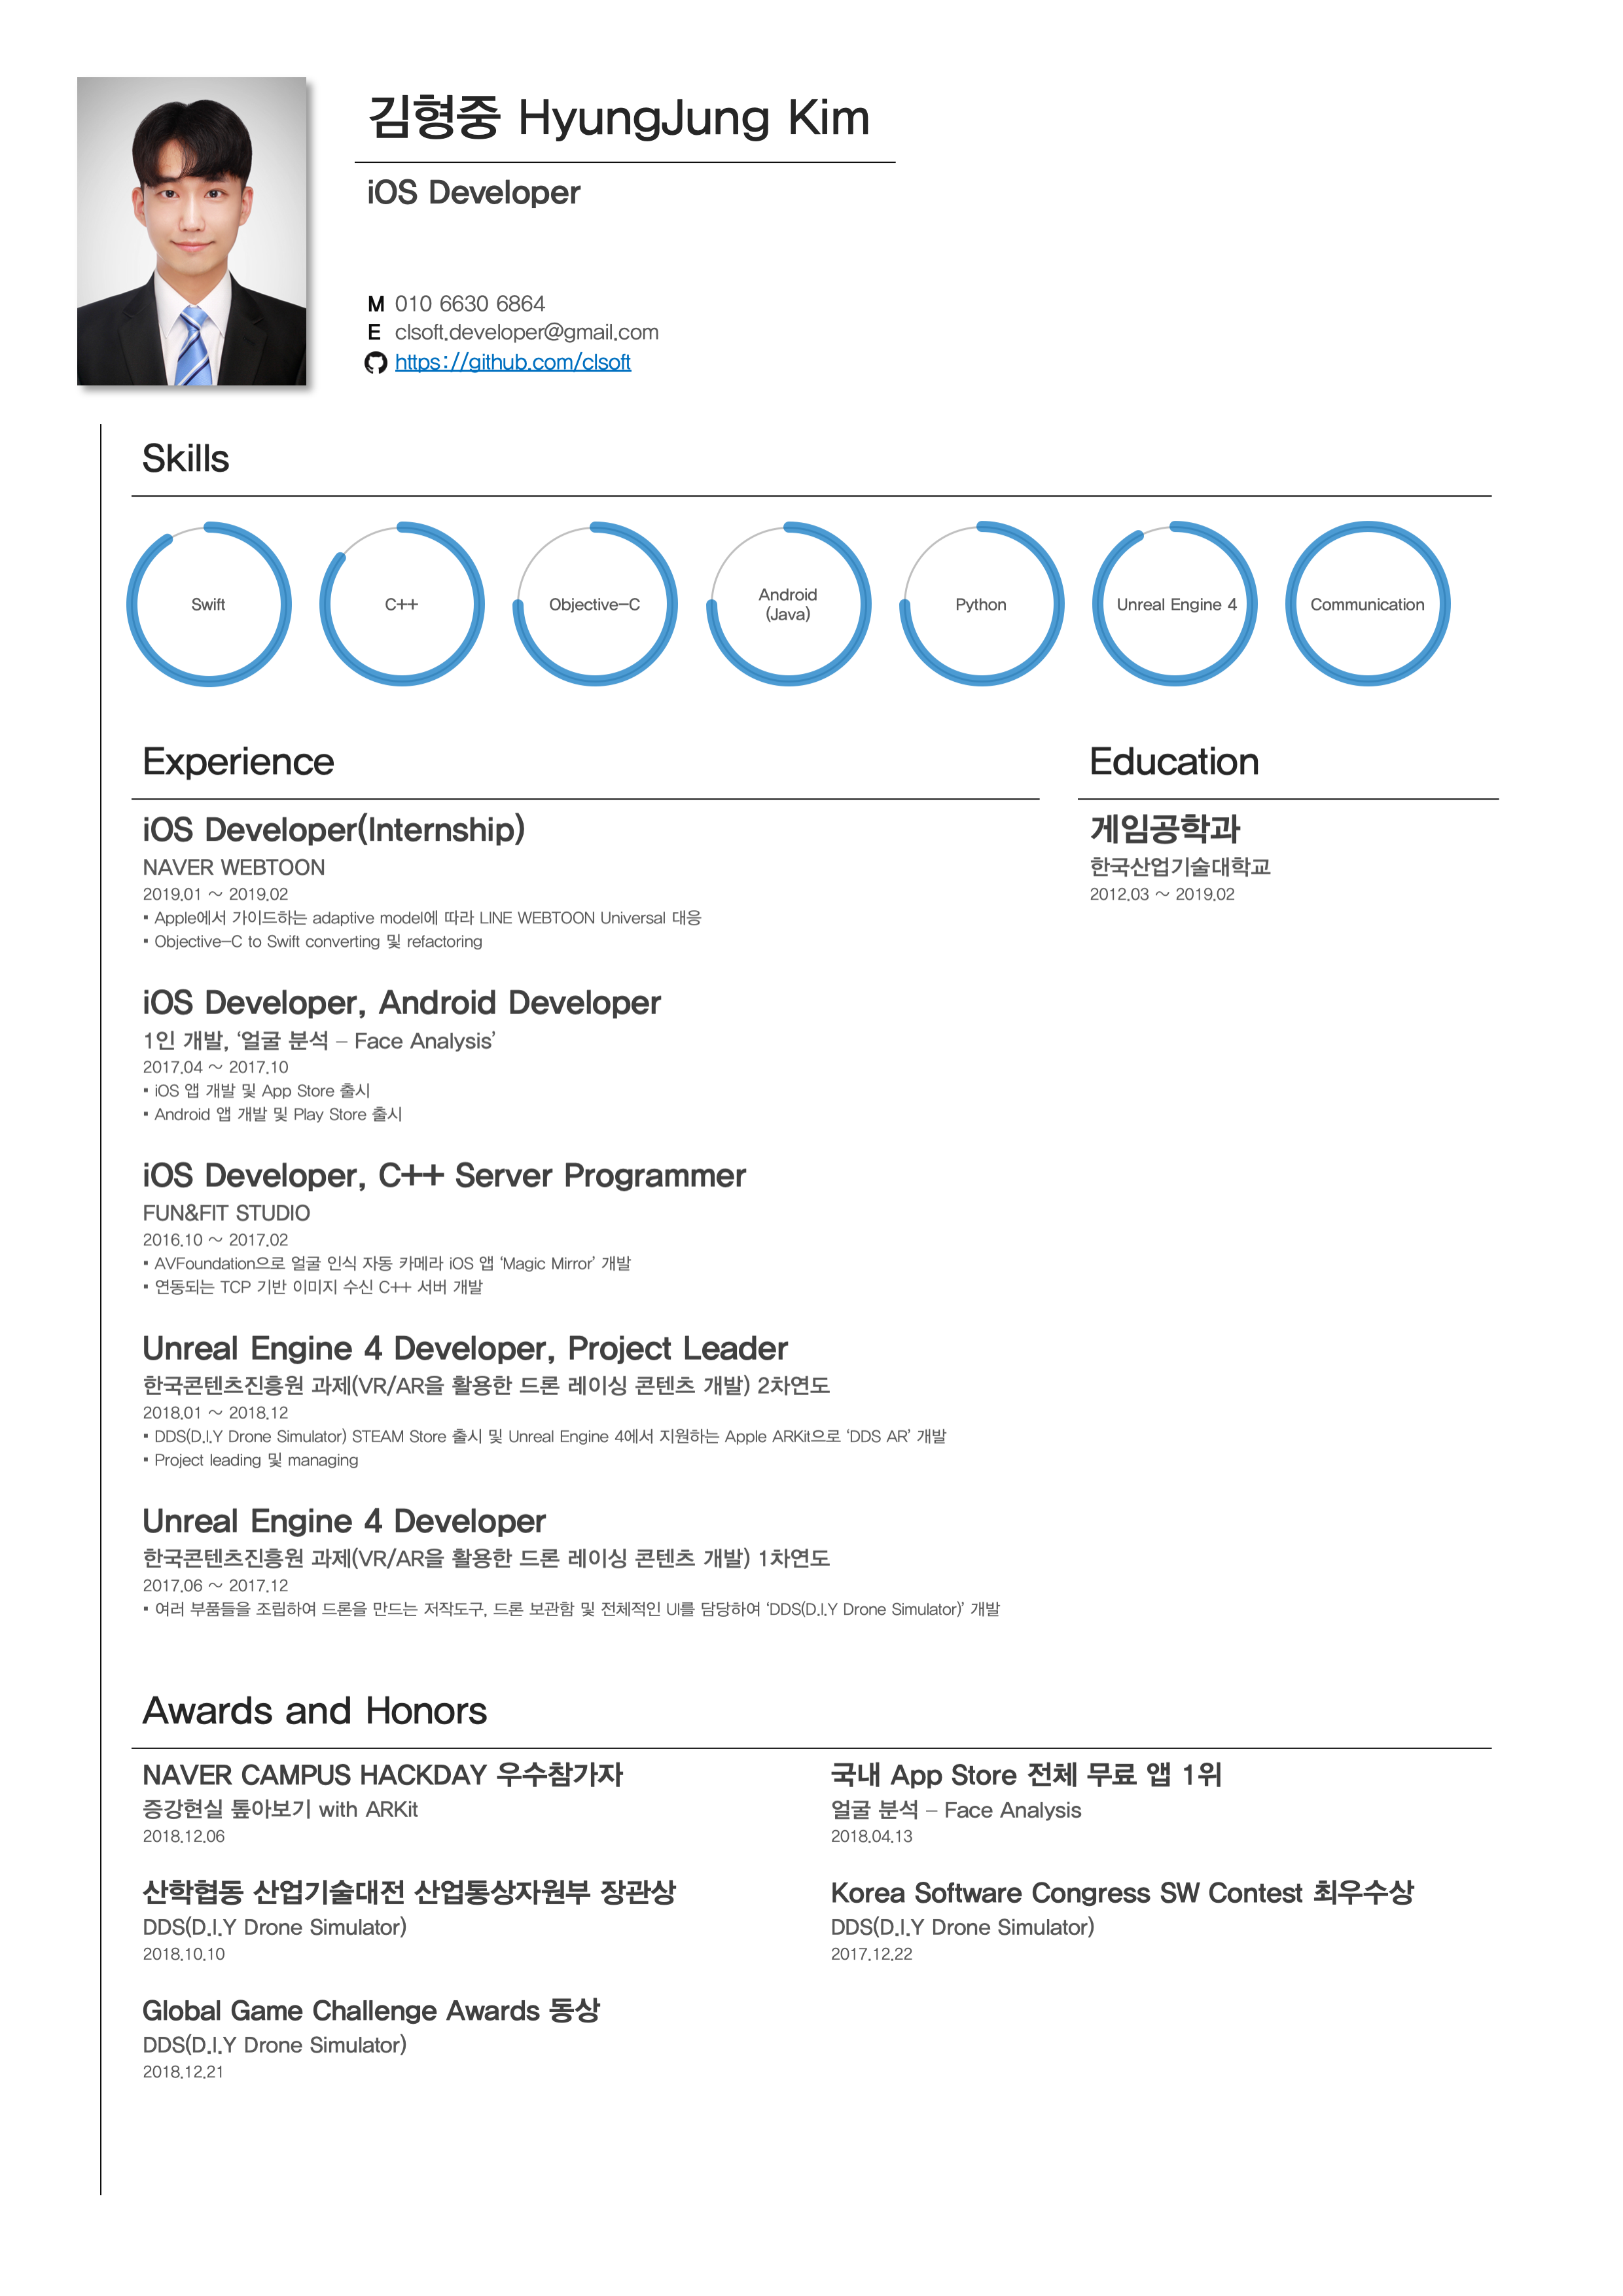 김형중 HyungJung Kim
iOS Developer
M 010 6630 6864
E clsoft.developer@gmail.com
https://github.com/clsoft
Skills
Swift
C++
Objective-C
Android
(Java)
Python
Unreal Engine 4
Communication
Experience
iOS Developer(Internship)
NAVER WEBTOON
2019.01 ~ 2019.02
▪ Apple에서 가이드하는 adaptive model에 따라 LINE WEBTOON Universal 대응
▪ Objective-C to Swift converting 및 refactoring
iOS Developer, Android Developer
1인 개발, ‘얼굴 분석 – Face Analysis’
2017.04 ~ 2017.10
▪ iOS 앱 개발 및 App Store 출시
▪ Android 앱 개발 및 Play Store 출시
iOS Developer, C++ Server Programmer
FUN&FIT STUDIO
2016.10 ~ 2017.02
▪ AVFoundation으로 얼굴 인식 자동 카메라 iOS 앱 ‘Magic Mirror’ 개발
▪ 연동되는 TCP 기반 이미지 수신 C++ 서버 개발
Unreal Engine 4 Developer, Project Leader
한국콘텐츠진흥원 과제(VR/AR을 활용한 드론 레이싱 콘텐츠 개발) 2차연도
2018.01 ~ 2018.12
▪ DDS(D.I.Y Drone Simulator) STEAM Store 출시 및 Unreal Engine 4에서 지원하는 Apple ARKit으로 ‘DDS AR’ 개발
▪ Project leading 및 managing
Unreal Engine 4 Developer
한국콘텐츠진흥원 과제(VR/AR을 활용한 드론 레이싱 콘텐츠 개발) 1차연도
2017.06 ~ 2017.12
▪ 여러 부품들을 조립하여 드론을 만드는 저작도구, 드론 보관함 및 전체적인 UI를 담당하여 ‘DDS(D.I.Y Drone Simulator)’ 개발
Education
게임공학과
한국산업기술대학교
2012.03 ~ 2019.02
Awards and Honors
NAVER CAMPUS HACKDAY 우수참가자
증강현실 톺아보기 with ARKit
2018.12.06
국내 App Store 전체 무료 앱 1위
얼굴 분석 – Face Analysis
2018.04.13
산학협동 산업기술대전 산업통상자원부 장관상
DDS(D.I.Y Drone Simulator)
2018.10.10
Korea Software Congress SW Contest 최우수상
DDS(D.I.Y Drone Simulator)
2017.12.22
Global Game Challenge Awards 동상
DDS(D.I.Y Drone Simulator)
2018.12.21